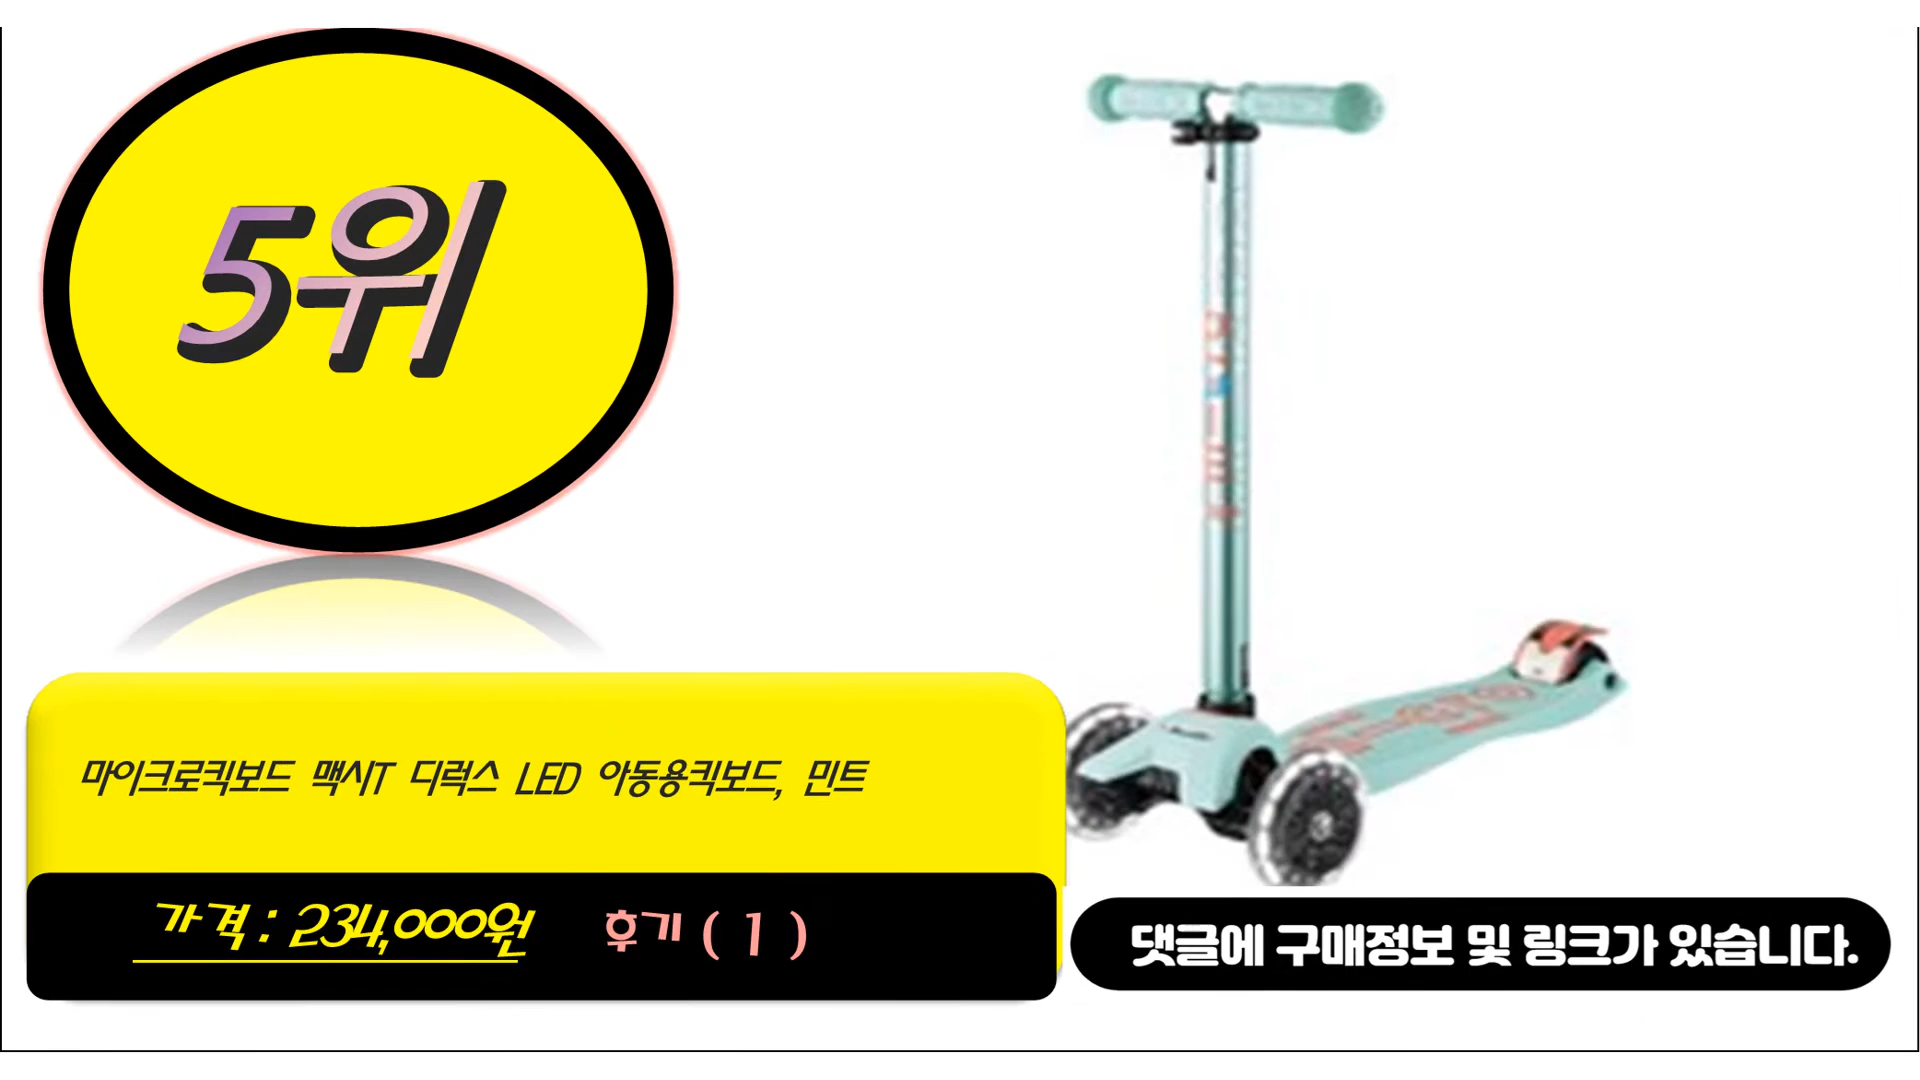 5위
마이크로킥보드 맥시T 디럭스 LED 아동용킥보드, 민트
가격 : 234,000원
후기 ( 1 )
댓글에 구매정보 및 링크가 있습니다.
micro